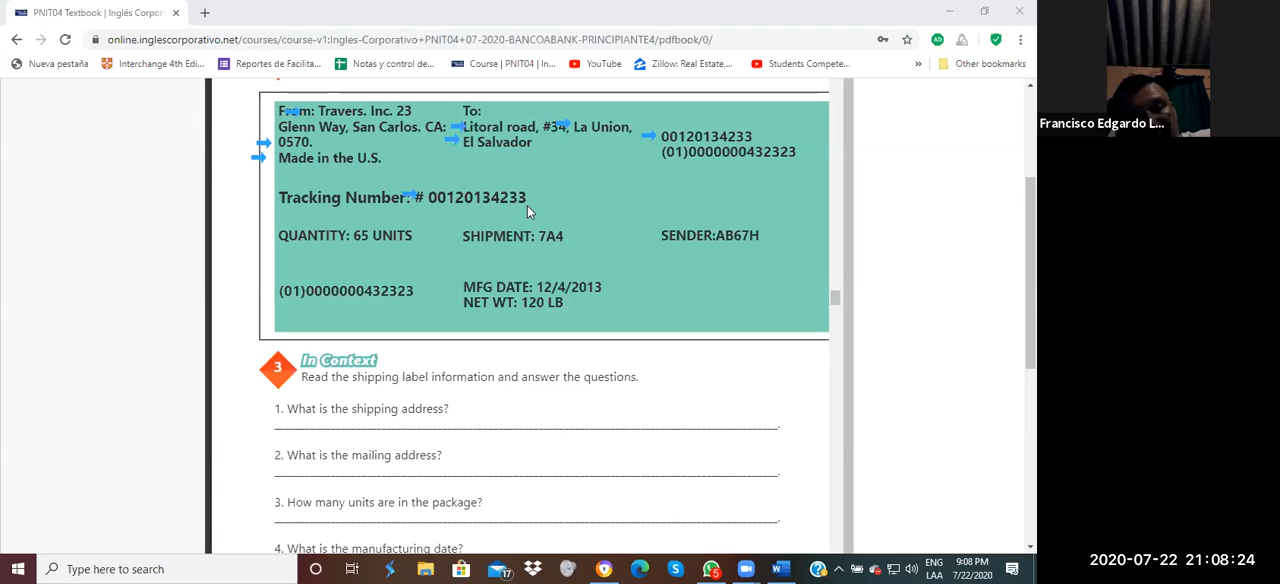 PNIT04 Textbook | Inglés Corpor
online.inglescorporativo.net/courses/course-v1:Ingles-Corporativo+PNIT04+07-2020-BANCOABANK-PRINCIPIANTE4/pdfbook/0/
Nueva pestaña
Interchange 4th Edi...
Reportes de Facilita...
Notas y control de...
Course | PNIT04 | In...
YouTube
Zillow: Real Estate,...
Students Compete...
»
Other bookmarks
Francisco Edgardo L...
From: Travers. Inc. 23
Glenn Way, San Carlos. CA:
0570.
Made in the U.S.
To:
Litoral road, #34, La Union,
El Salvador
00120134233
(01)0000000432323
Tracking Number: # 00120134233
QUANTITY: 65 UNITS
SHIPMENT: 7A4
SENDER:AB67H
(01)0000000432323
MFG DATE: 12/4/2013
NET WT: 120 LB
3
In Context
Read the shipping label information and answer the questions.
1. What is the shipping address?
2. What is the mailing address?
3. How many units are in the package?
4. What is the manufacturing date?
Type here to search
17
5
ENG
LAA
9:08 PM
7/22/2020
2020-07-22 21:08:24